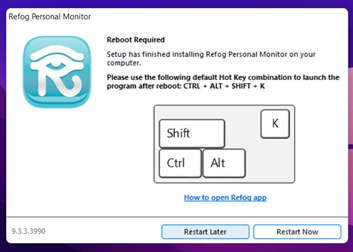 Refog Personal Monitor
Reboot Required
Setup has finished installing Refog Personal Monitor on your
computer.
Please use the following default Hot Key combination to launch the
program after reboot: CTRL + ALT + SHIFT + K
Shift
K
Ctrl
Alt
How to open Refog app
9.3.3.3990
Restart Later
Restart Now